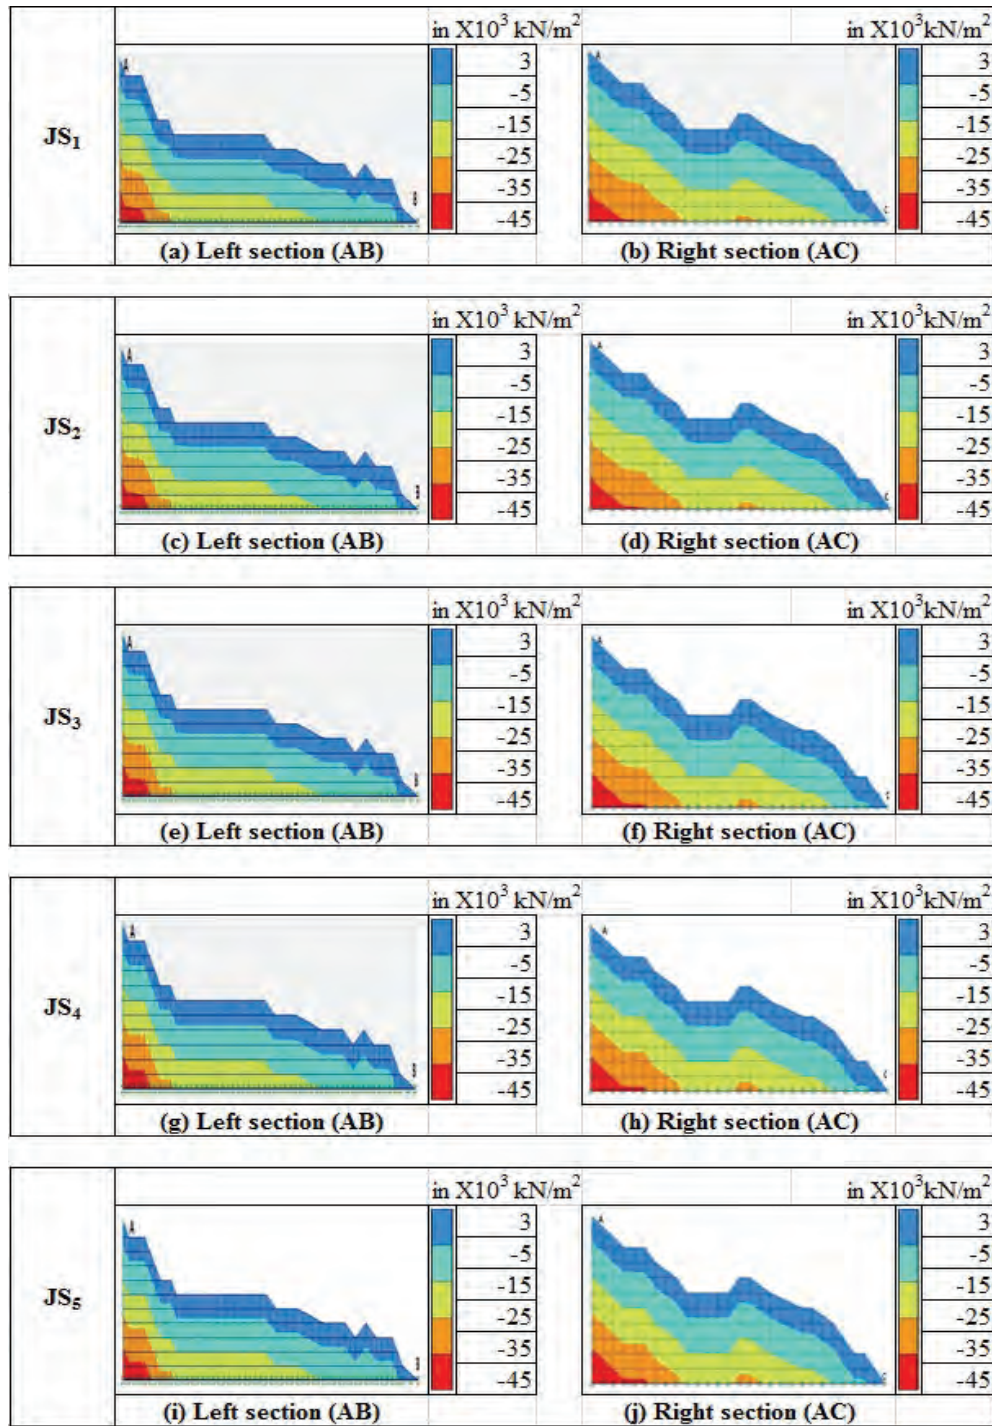 in X10³ kN/m² in X10³ kN/m²
JS₁
A
B
3
-5
-15
-25
-35
-45
A
C
3
-5
-15
-25
-35
-45
(a) Left section (AB) (b) Right section (AC)
in X10³ kN/m² in X10³kN/m²
JS₂
A
B
3
-5
-15
-25
-35
-45
A
C
3
-5
-15
-25
-35
-45
(c) Left section (AB) (d) Right section (AC)
in X10³ kN/m² in X10³kN/m²
JS₃
A
B
3
-5
-15
-25
-35
-45
A
C
3
-5
-15
-25
-35
-45
(e) Left section (AB) (f) Right section (AC)
in X10³ kN/m² in X10³kN/m²
JS₄
A
B
3
-5
-15
-25
-35
-45
A
C
3
-5
-15
-25
-35
-45
(g) Left section (AB) (h) Right section (AC)
in X10³ kN/m² in X10³kN/m²
JS₅
A
B
3
-5
-15
-25
-35
-45
A
C
3
-5
-15
-25
-35
-45
(i) Left section (AB) (j) Right section (AC)